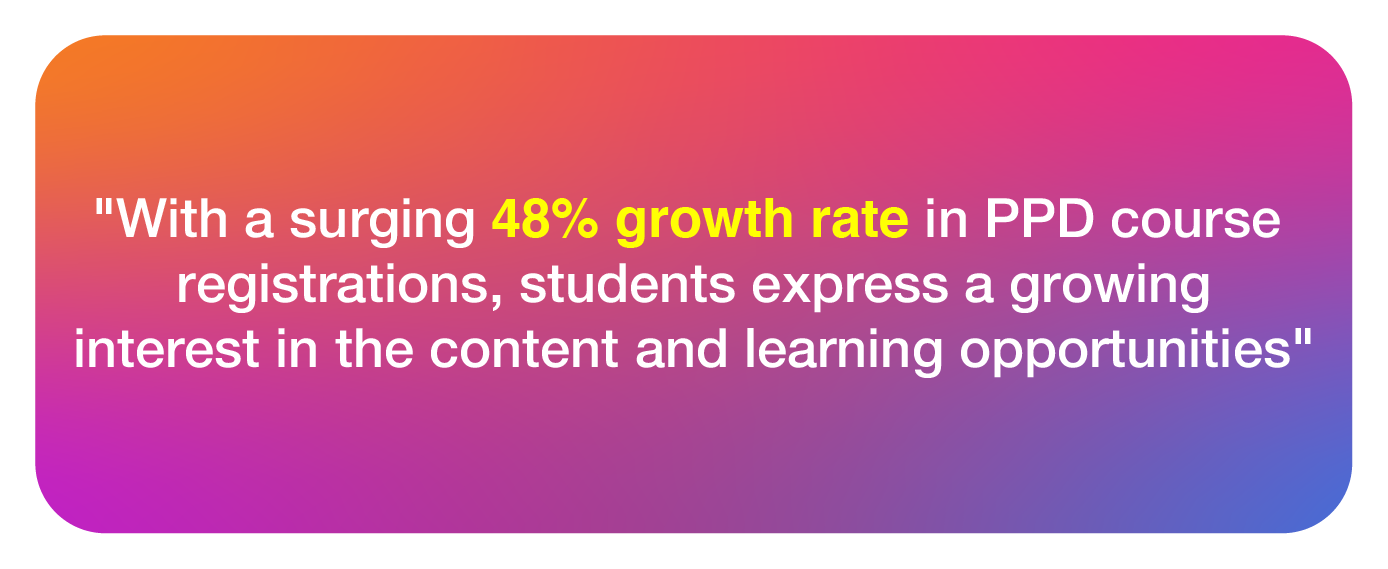 "With a surging 48% growth rate in PPD course
registrations, students express a growing
interest in the content and learning opportunities"